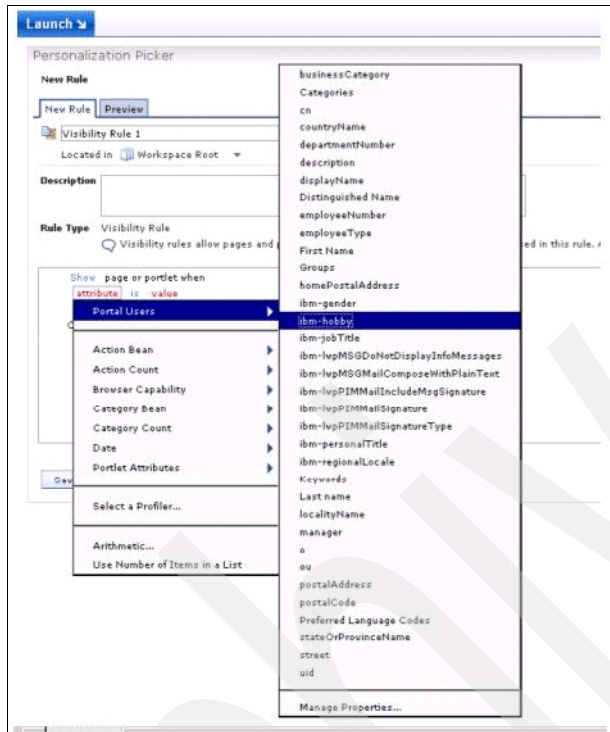 Launch
Personalization Picker
New Rule
New Rule Preview
Visibility Rule 1
Located in Workspace Root
Description
Rule Type Visibility Rule
Visibility rules allow pages and
ed in this rule.
Show page or portlet when
attribute is value
Portal Users
Action Bean
Action Count
Browser Capability
Category Bean
Category Count
Date
Portlet Attributes
Select a Profiler...
Arithmetic...
Use Number of Items in a List
businessCategory
Categories
cn
countryName
departmentNumber
description
displayName
Distinguished Name
employeeNumber
employeeType
First Name
Groups
homePostalAddress
ibm-gender
ibm-hobby
ibm-jobTitle
ibm-lwpMSGDoNotDisplayInfoMessages
ibm-lwpMSGMailComposeWithPlainText
ibm-lwpPIMMailIncludeMsgSignature
ibm-lwpPIMMailSignature
ibm-lwpPIMMailSignatureType
ibm-personalTitle
ibm-regionalLocale
Keywords
Last name
localityName
manager
o
ou
postalAddress
postalCode
Preferred Language Codes
stateOrProvinceName
street
uid
Manage Properties...